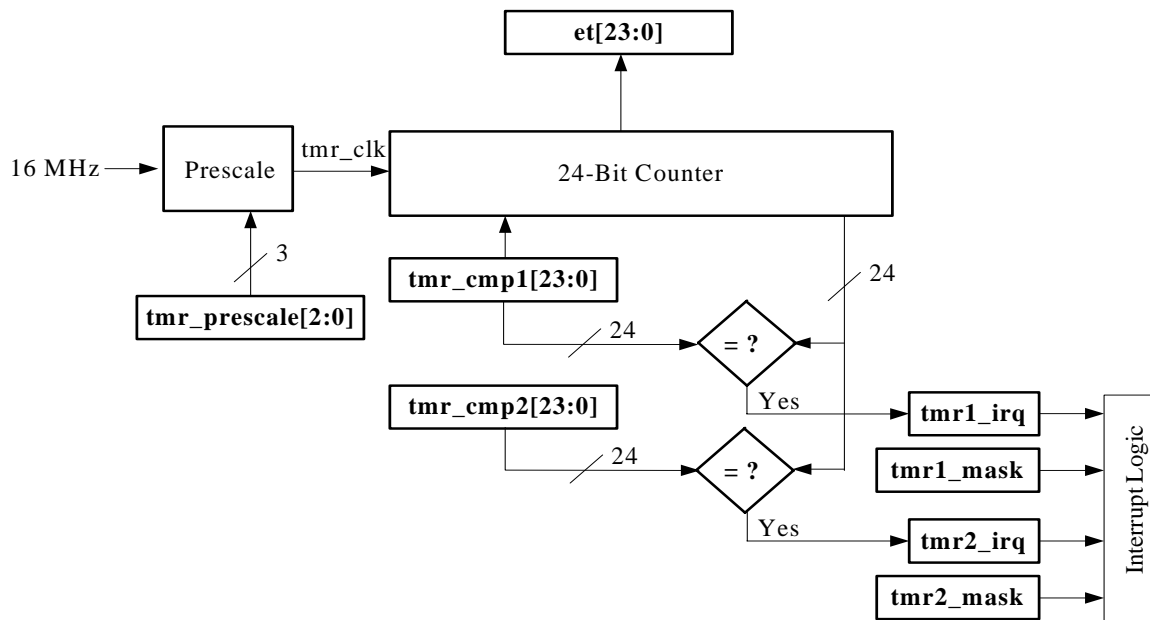 et[23:0]
16 MHz
Prescale
tmr_clk
24-Bit Counter
3
tmr_prescale[2:0]
tmr_cmp1[23:0]
24
24
= ?
Yes
tmr_cmp2[23:0]
24
= ?
Yes
tmr1_irq
tmr1_mask
tmr2_irq
tmr2_mask
Interrupt Logic